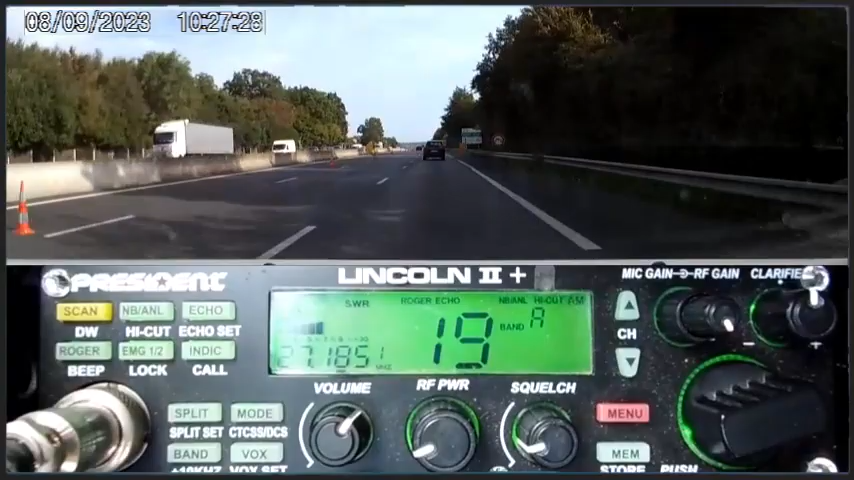 08/09/2023 10:27:28
PRESIDENT
LINCOLN II +
MIC GAIN RF GAIN CLARIFIER
SCAN NB/ANL ECHO
DW HI-CUT ECHO SET
ROGER EMG 1/2 INDIC
BEEP LOCK CALL
SWR ROGER ECHO NB/ANL HI-CUT AM
19 BAND A
27.185
CH
VOLUME RF PWR SQUELCH
- +
SPLIT MODE
SPLIT SET CTCSS/DCS
BAND VOX
+10KHZ VOX SET
MENU
MEM
STORE PUSH